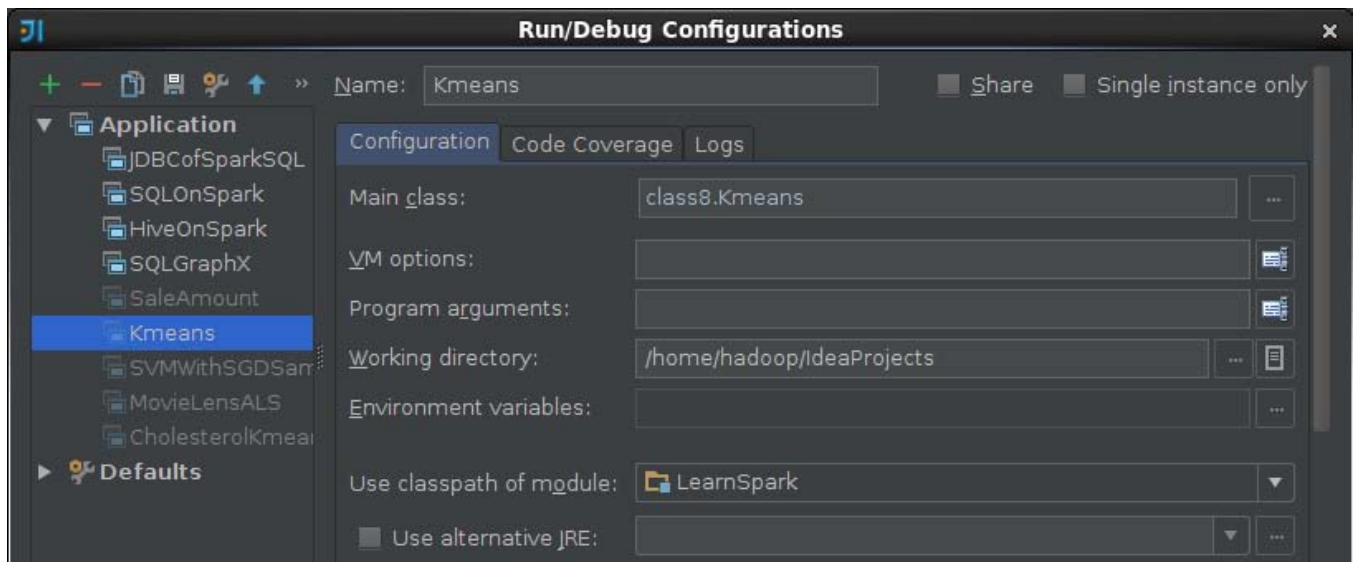 Run/Debug Configurations
Name: Kmeans
Share
Single instance only
Application
JDBCofSparkSQL
SQLOnSpark
HiveOnSpark
SQLGraphX
SaleAmount
Kmeans
SVMWithSGDSam
MovieLensALS
CholesterolKmea
Defaults
Configuration Code Coverage Logs
Main class: class8.Kmeans
VM options:
Program arguments:
Working directory: /home/hadoop/IdeaProjects
Environment variables:
Use classpath of module: LearnSpark
Use alternative JRE: